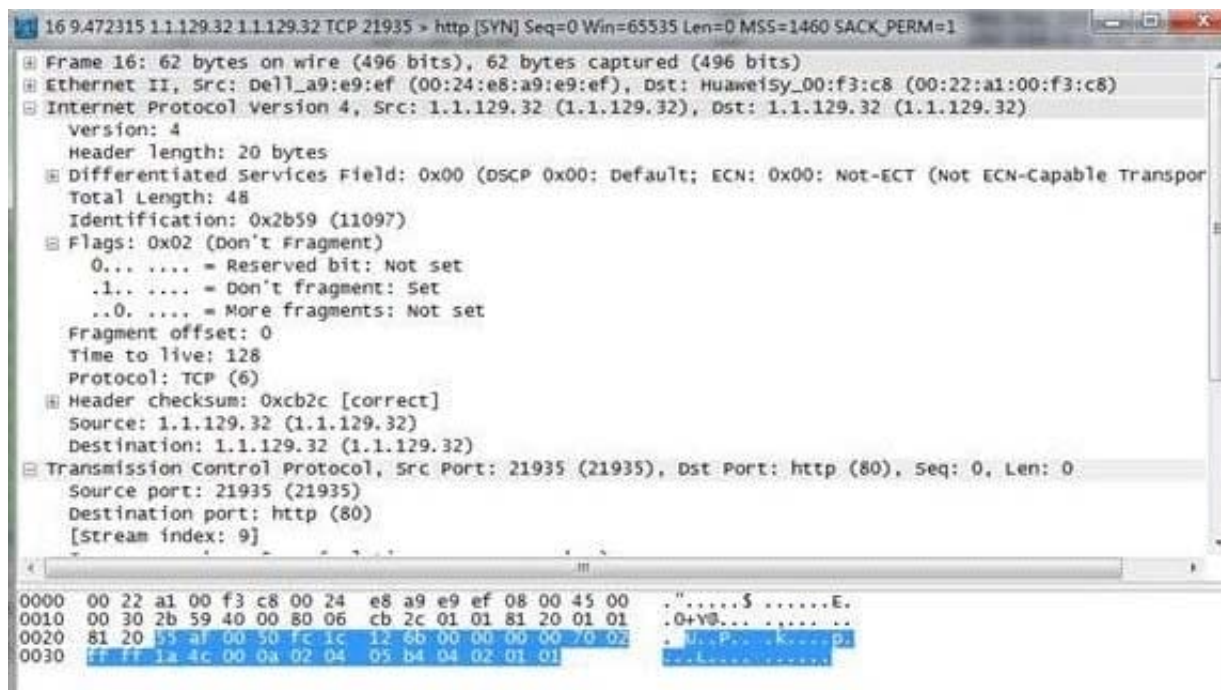 16 9.472315 1.1.129.32 1.1.129.32 TCP 21935 > http [SYN] Seq=0 Win=65535 Len=0 MSS=1460 SACK_PERM=1
Frame 16: 62 bytes on wire (496 bits), 62 bytes captured (496 bits)
Ethernet II, Src: Dell_a9:e9:ef (00:24:e8:a9:e9:ef), Dst: HuaweiSy_00:f3:c8 (00:22:a1:00:f3:c8)
Internet Protocol Version 4, Src: 1.1.129.32 (1.1.129.32), Dst: 1.1.129.32 (1.1.129.32)
Version: 4
Header length: 20 bytes
Differentiated Services Field: 0x00 (DSCP 0x00: Default; ECN: 0x00: Not-ECT (Not ECN-Capable Transpor
Total Length: 48
Identification: 0x2b59 (11097)
Flags: 0x02 (Don't Fragment)
0... .... = Reserved bit: Not set
.1.. .... = Don't fragment: Set
..0. .... = More fragments: Not set
Fragment offset: 0
Time to live: 128
Protocol: TCP (6)
Header checksum: 0xcb2c [correct]
Source: 1.1.129.32 (1.1.129.32)
Destination: 1.1.129.32 (1.1.129.32)
Transmission Control Protocol, Src Port: 21935 (21935), Dst Port: http (80), Seq: 0, Len: 0
Source port: 21935 (21935)
Destination port: http (80)
[Stream index: 9]
0000 00 22 a1 00 f3 c8 00 24 e8 a9 e9 ef 08 00 45 00 .".....$ ......E.
0010 00 30 2b 59 40 00 80 06 cb 2c 01 01 81 20 01 01 .0+Y@... .,... ..
0020 81 20 55 af 00 50 fc 1c 12 6b 00 00 00 00 70 02 . U..P.. .k....p.
0030 ff ff 1a 4c 00 0a 02 04 05 b4 04 02 01 01 ...L.... ......